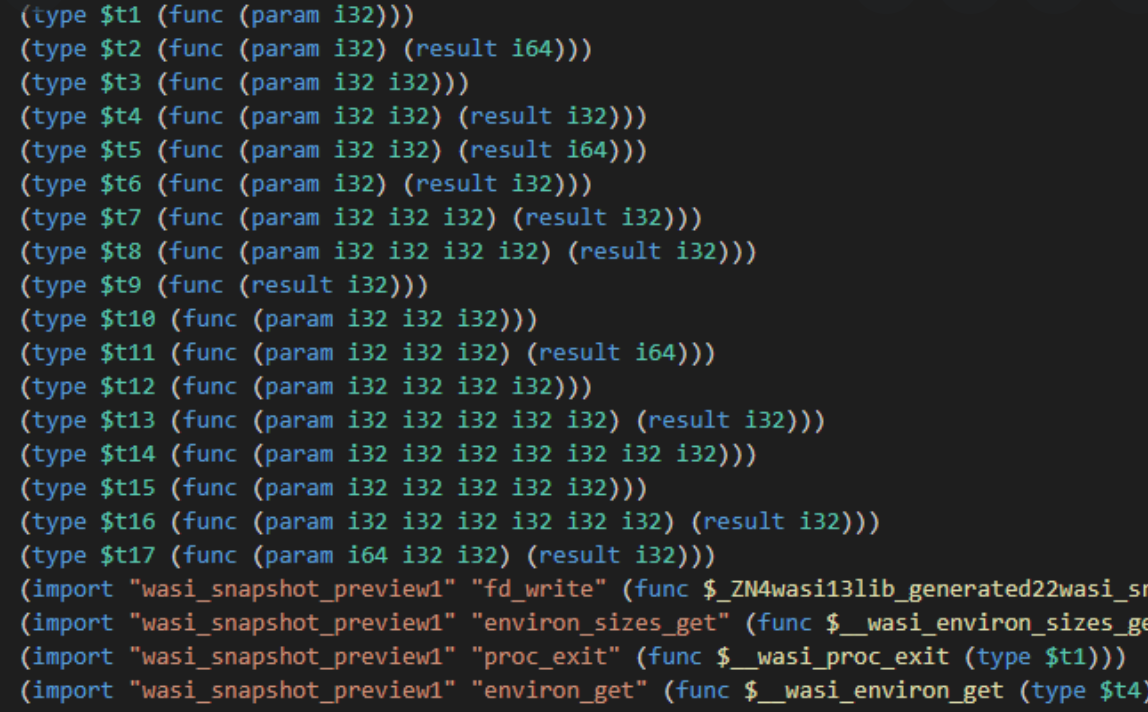 (type $t1 (func (param i32)))
(type $t2 (func (param i32) (result i64)))
(type $t3 (func (param i32 i32)))
(type $t4 (func (param i32 i32) (result i32)))
(type $t5 (func (param i32 i32) (result i64)))
(type $t6 (func (param i32) (result i32)))
(type $t7 (func (param i32 i32 i32) (result i32)))
(type $t8 (func (param i32 i32 i32 i32) (result i32)))
(type $t9 (func (result i32)))
(type $t10 (func (param i32 i32 i32)))
(type $t11 (func (param i32 i32 i32) (result i64)))
(type $t12 (func (param i32 i32 i32 i32)))
(type $t13 (func (param i32 i32 i32 i32 i32) (result i32)))
(type $t14 (func (param i32 i32 i32 i32 i32 i32 i32)))
(type $t15 (func (param i32 i32 i32 i32 i32)))
(type $t16 (func (param i32 i32 i32 i32 i32 i32) (result i32)))
(type $t17 (func (param i64 i32 i32) (result i32)))
(import "wasi_snapshot_preview1" "fd_write" (func $_ZN4wasi13lib_generated22wasi_sn
(import "wasi_snapshot_preview1" "environ_sizes_get" (func $__wasi_environ_sizes_ge
(import "wasi_snapshot_preview1" "proc_exit" (func $__wasi_proc_exit (type $t1)))
(import "wasi_snapshot_preview1" "environ_get" (func $__wasi_environ_get (type $t4)